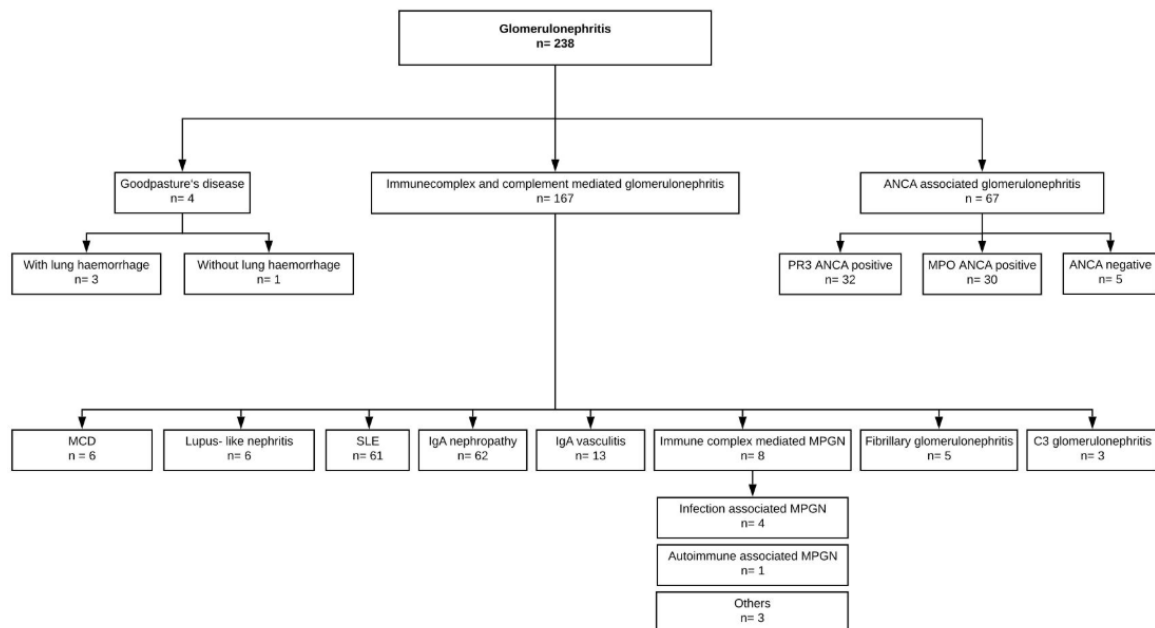 Glomerulonephritis
n= 238
Goodpasture's disease
n= 4
Immunecomplex and complement mediated glomerulonephritis
n= 167
ANCA associated glomerulonephritis
n = 67
With lung haemorrhage
n= 3
Without lung haemorrhage
n= 1
PR3 ANCA positive
n= 32
MPO ANCA positive
n= 30
ANCA negative
n= 5
MCD
n = 6
Lupus- like nephritis
n= 6
SLE
n= 61
IgA nephropathy
n= 62
IgA vasculitis
n= 13
Immune complex mediated MPGN
n= 8
Fibrillary glomerulonephritis
n= 5
C3 glomerulonephritis
n= 3
Infection associated MPGN
n= 4
Autoimmune associated MPGN
n= 1
Others
n= 3